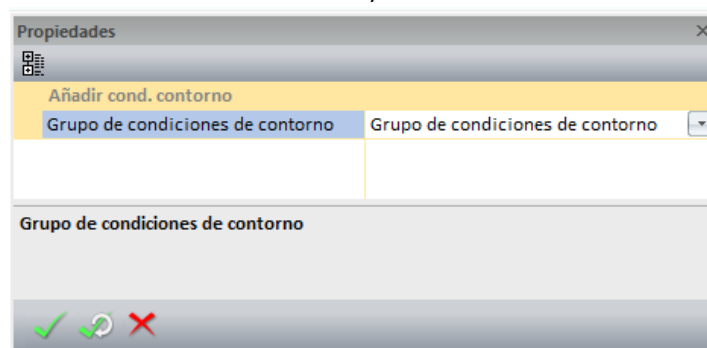 Propiedades
Añadir cond. contorno
Grupo de condiciones de contorno Grupo de condiciones de contorno
Grupo de condiciones de contorno